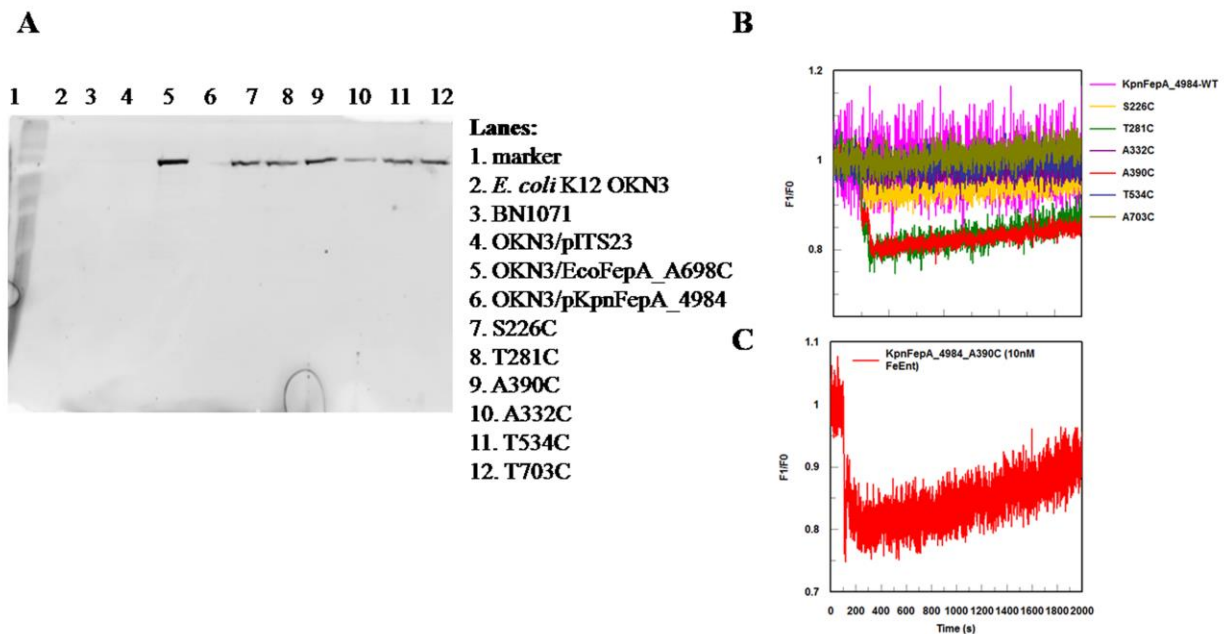 A
1 2 3 4 5 6 7 8 9 10 11 12
Lanes:
1. marker
2. E. coli K12 OKN3
3. BN1071
4. OKN3/pITS23
5. OKN3/EcoFepA_A698C
6. OKN3/pKpnFepA_4984
7. S226C
8. T281C
9. A390C
10. A332C
11. T534C
12. T703C
B
1.2
1
0.8
F1/F0
KpnFepA_4984-WT
S226C
T281C
A332C
A390C
T534C
A703C
C
1.1
1
0.9
0.8
0.7
F1/F0
KpnFepA_4984_A390C (10nM
FeEnt)
0 200 400 600 800 1000 1200 1400 1600 1800 2000
Time (s)